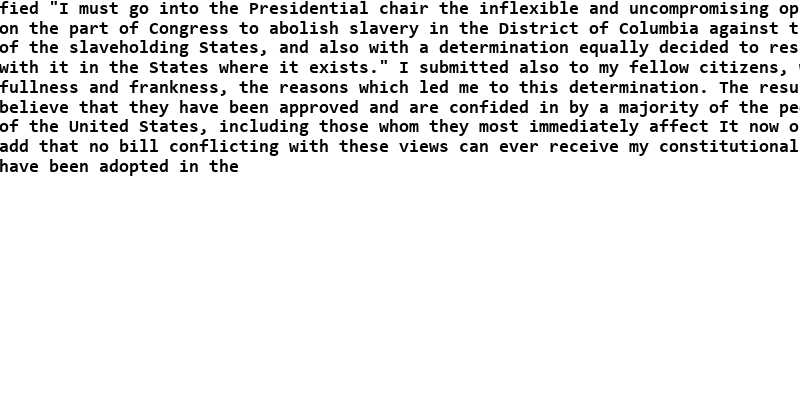 fied "I must go into the Presidential chair the inflexible and uncompromising op
on the part of Congress to abolish slavery in the District of Columbia against t
of the slaveholding States, and also with a determination equally decided to res
with it in the States where it exists." I submitted also to my fellow citizens,
fullness and frankness, the reasons which led me to this determination. The resu
believe that they have been approved and are confided in by a majority of the pe
of the United States, including those whom they most immediately affect It now o
add that no bill conflicting with these views can ever receive my constitutional
have been adopted in the